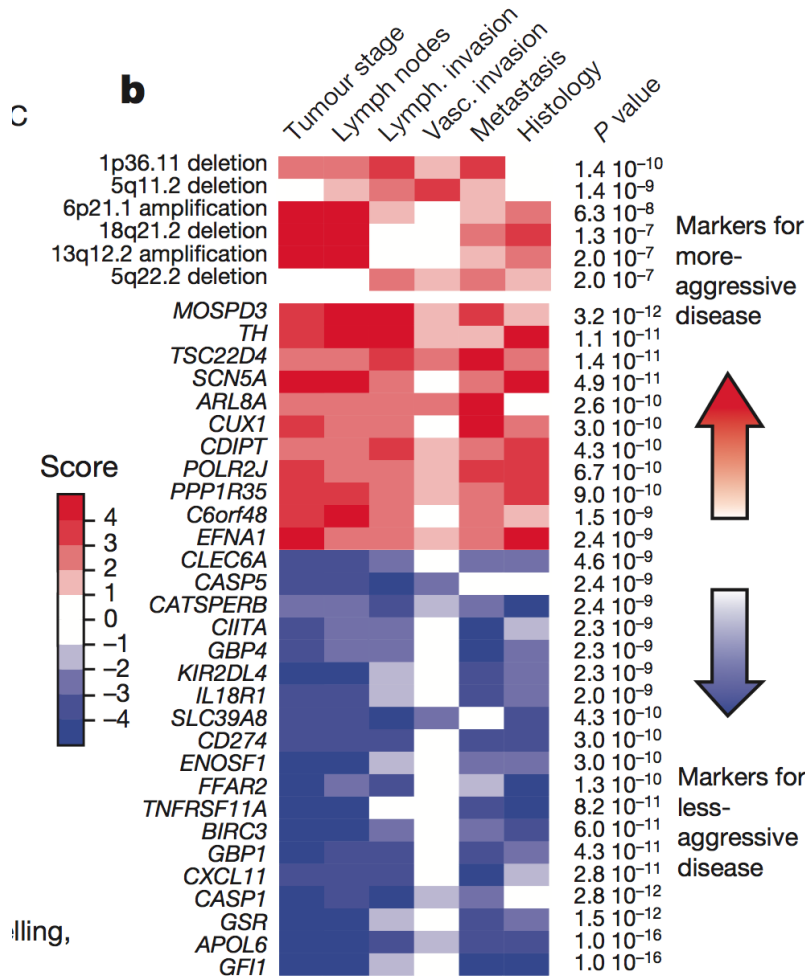 c
b
Tumour stage
Lymph nodes
Lymph. invasion
Vasc. invasion
Metastasis
Histology
P value
1p36.11 deletion 1.4 10⁻¹⁰
5q11.2 deletion 1.4 10⁻⁹
6p21.1 amplification 6.3 10⁻⁸
18q21.2 deletion 1.3 10⁻⁷
13q12.2 amplification 2.0 10⁻⁷
5q22.2 deletion 2.0 10⁻⁷
Markers for
more-
aggressive
disease
MOSPD3 3.2 10⁻¹²
TH 1.1 10⁻¹¹
TSC22D4 1.4 10⁻¹¹
SCN5A 4.9 10⁻¹¹
ARL8A 2.6 10⁻¹⁰
CUX1 3.0 10⁻¹⁰
CDIPT 4.3 10⁻¹⁰
POLR2J 6.7 10⁻¹⁰
PPP1R35 9.0 10⁻¹⁰
C6orf48 1.5 10⁻⁹
EFNA1 2.4 10⁻⁹
CLEC6A 4.6 10⁻⁹
CASP5 2.4 10⁻⁹
CATSPERB 2.4 10⁻⁹
CIITA 2.3 10⁻⁹
GBP4 2.3 10⁻⁹
KIR2DL4 2.3 10⁻⁹
IL18R1 2.0 10⁻⁹
SLC39A8 4.3 10⁻¹⁰
CD274 3.0 10⁻¹⁰
ENOSF1 3.0 10⁻¹⁰
FFAR2 1.3 10⁻¹⁰
TNFRSF11A 8.2 10⁻¹¹
BIRC3 6.0 10⁻¹¹
GBP1 4.3 10⁻¹¹
CXCL11 2.8 10⁻¹¹
CASP1 2.8 10⁻¹²
GSR 1.5 10⁻¹²
APOL6 1.0 10⁻¹⁶
GFI1 1.0 10⁻¹⁶
Score
4
3
2
1
0
–1
–2
–3
–4
Markers for
less-
aggressive
disease
elling,